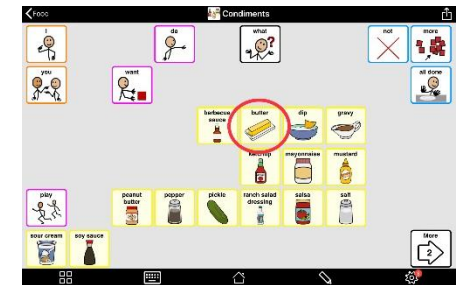 Food
Condiments
I
do
what
not
more
you
want
all done
barbecue sauce
butter
dip
gravy
ketchup
mayonnaise
mustard
play
peanut butter
pepper
pickle
ranch salad dressing
salsa
salt
sour cream
soy sauce
More
2